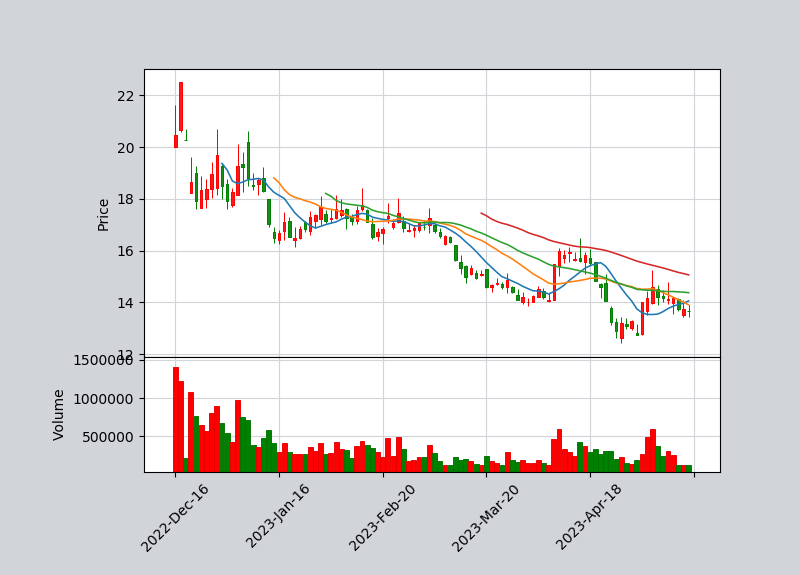 22
20
18
16
14
12
Price
1500000
1000000
500000
Volume
2022-Dec-16
2023-Jan-16
2023-Feb-20
2023-Mar-20
2023-Apr-18